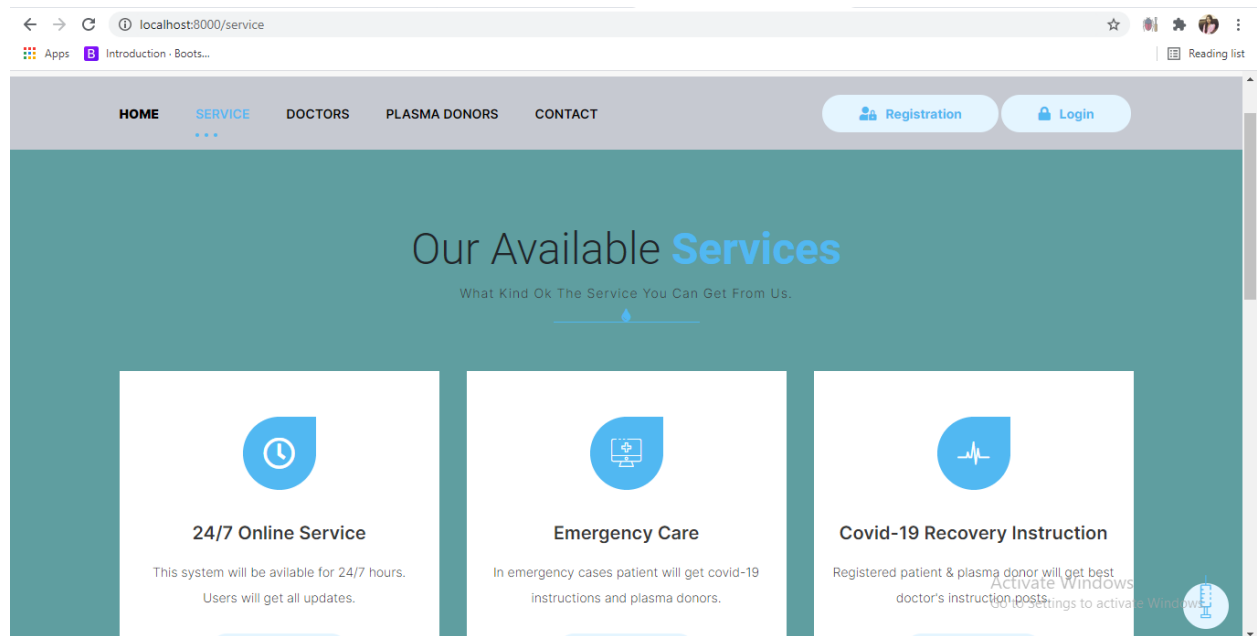 localhost:8000/service
Apps B Introduction · Boots... Reading list
HOME SERVICE DOCTORS PLASMA DONORS CONTACT Registration Login
Our Available Services
What Kind Ok The Service You Can Get From Us.
24/7 Online Service
This system will be avilable for 24/7 hours.
Users will get all updates.
Emergency Care
In emergency cases patient will get covid-19
instructions and plasma donors.
Covid-19 Recovery Instruction
Registered patient & plasma donor will get best
doctor's instruction posts.
Activate Windows
Go to Settings to activate Windows.